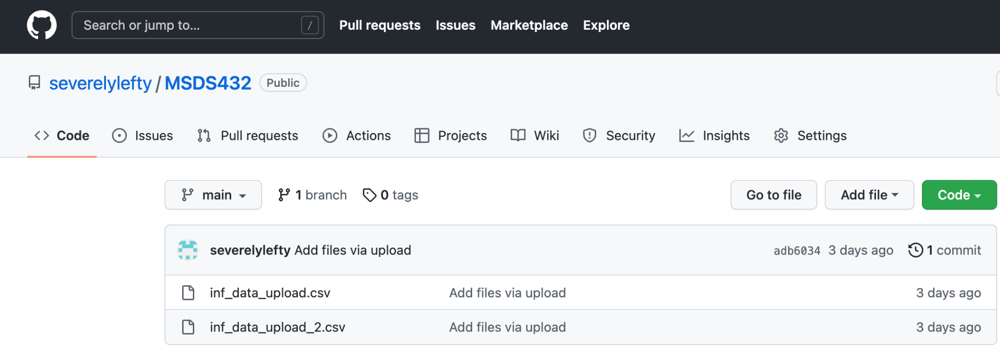 Search or jump to... / Pull requests Issues Marketplace Explore
severelylefty / MSDS432 Public
<> Code Issues Pull requests Actions Projects Wiki Security Insights Settings
main 1 branch 0 tags Go to file Add file Code
severelylefty Add files via upload adb6034 3 days ago 1 commit
inf_data_upload.csv Add files via upload 3 days ago
inf_data_upload_2.csv Add files via upload 3 days ago